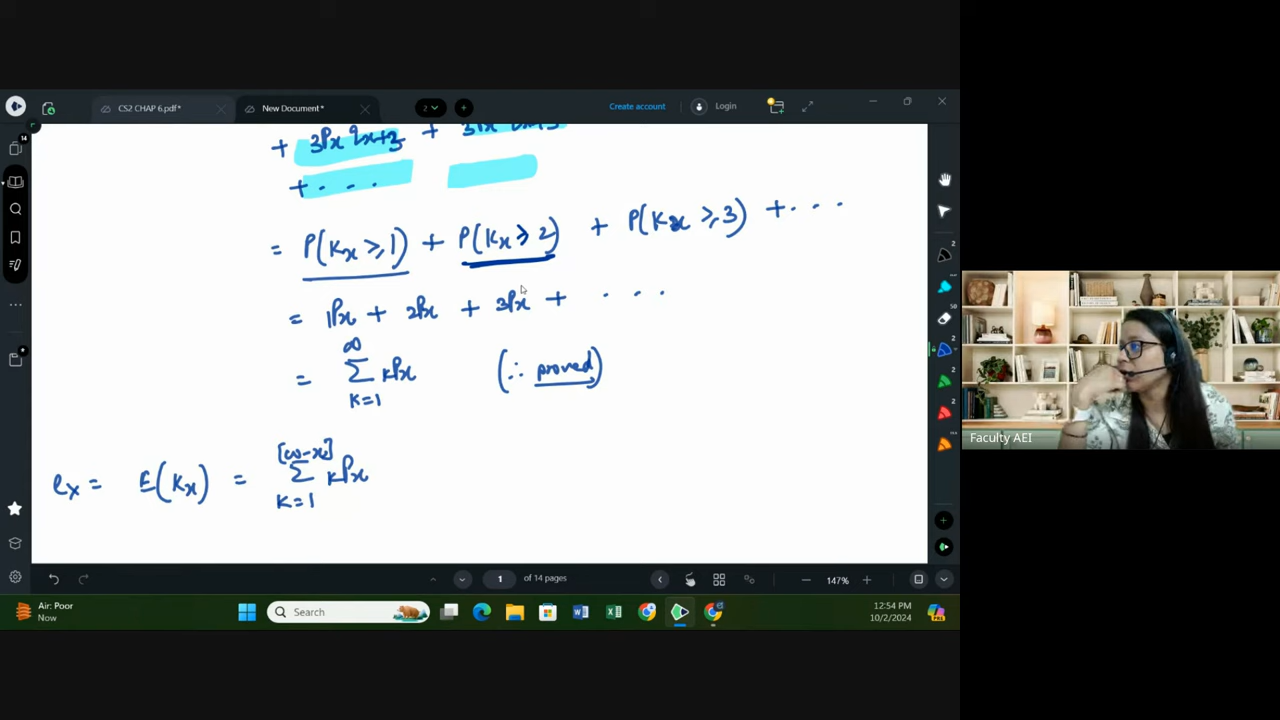 CS2 CHAP 6.pdf*
New Document*
2
Create account
Login
+ 3Px qx+3 +
+ . . .
= P(Kx ⩾ 1) + P(Kx ⩾ 2) + P(Kx ⩾ 3) + . . .
= 1Px + 2Px + 3Px + . . .
= ∞ Σ K=1 kPx (∴ proved)
ex = E(Kx) = [ω-x] Σ K=1 kPx
Faculty AEI
1 of 14 pages
147%
Air: Poor
Now
Search
12:54 PM
10/2/2024